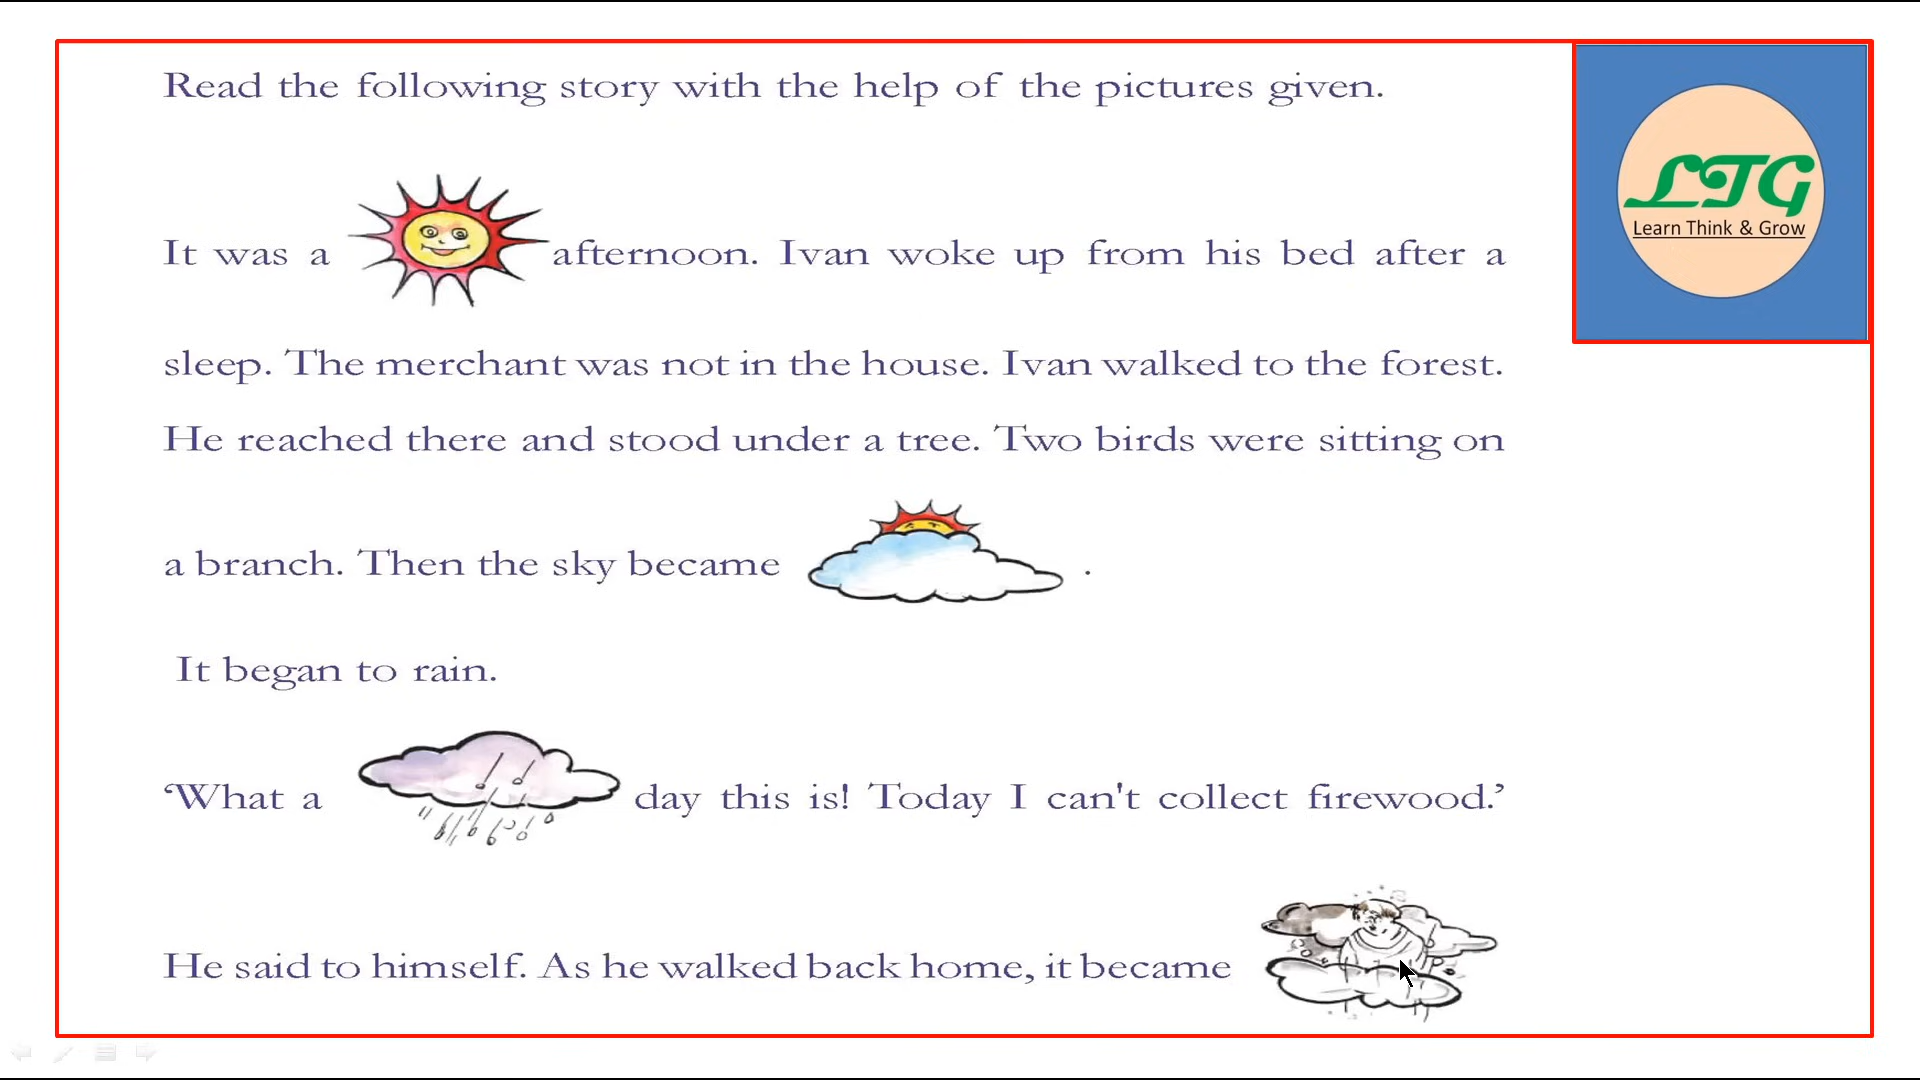 Read the following story with the help of the pictures given.
LTG
Learn Think & Grow
It was a afternoon. Ivan woke up from his bed after a
sleep. The merchant was not in the house. Ivan walked to the forest.
He reached there and stood under a tree. Two birds were sitting on
a branch. Then the sky became .
It began to rain.
‘What a day this is! Today I can't collect firewood.’
He said to himself. As he walked back home, it became